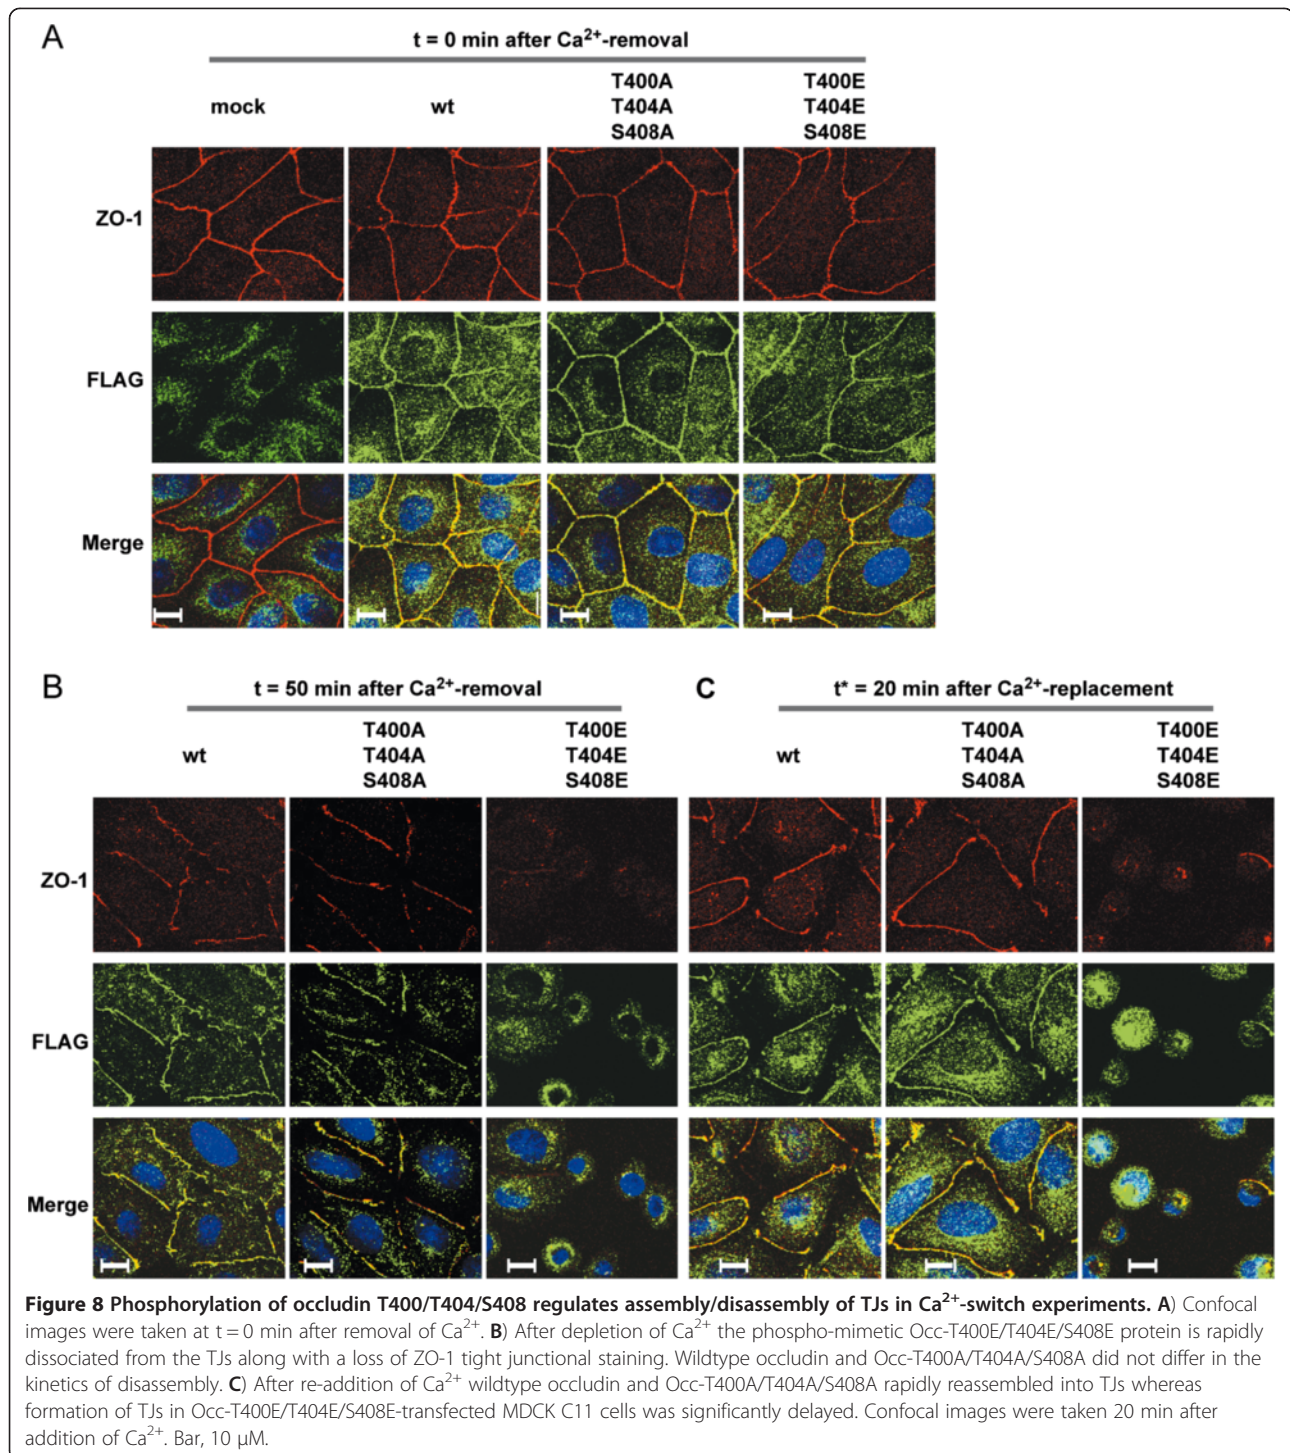 A
t = 0 min after Ca²⁺-removal
mock
wt
T400A
T404A
S408A
T400E
T404E
S408E
ZO-1
FLAG
Merge
B
t = 50 min after Ca²⁺-removal
wt
T400A
T404A
S408A
T400E
T404E
S408E
C
t* = 20 min after Ca²⁺-replacement
wt
T400A
T404A
S408A
T400E
T404E
S408E
ZO-1
FLAG
Merge
Figure 8 Phosphorylation of occludin T400/T404/S408 regulates assembly/disassembly of TJs in Ca²⁺-switch experiments. A) Confocal
images were taken at t = 0 min after removal of Ca²⁺. B) After depletion of Ca²⁺ the phospho-mimetic Occ-T400E/T404E/S408E protein is rapidly
dissociated from the TJs along with a loss of ZO-1 tight junctional staining. Wildtype occludin and Occ-T400A/T404A/S408A did not differ in the
kinetics of disassembly. C) After re-addition of Ca²⁺ wildtype occludin and Occ-T400A/T404A/S408A rapidly reassembled into TJs whereas
formation of TJs in Occ-T400E/T404E/S408E-transfected MDCK C11 cells was significantly delayed. Confocal images were taken 20 min after
addition of Ca²⁺. Bar, 10 μM.